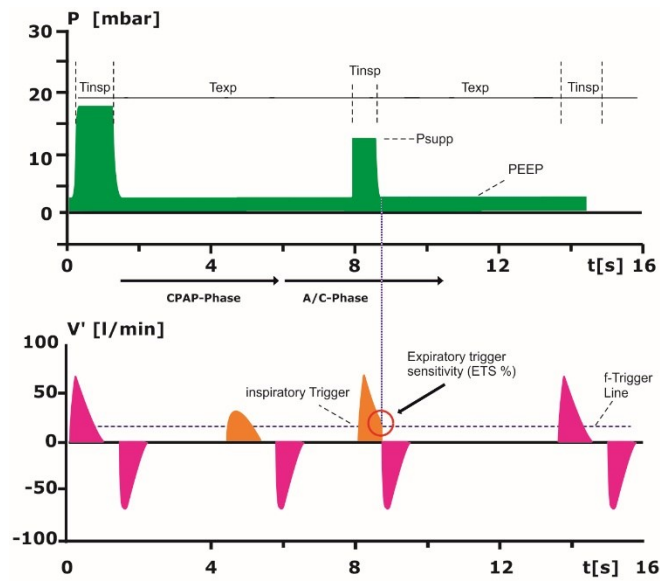 P [mbar]
30
20
10
0
Tinsp
Texp
Tinsp
Texp
Tinsp
Psupp
PEEP
0
4
8
12
t[s]
16
CPAP-Phase
A/C-Phase
V' [l/min]
100
50
0
-50
-100
inspiratory Trigger
Expiratory trigger
sensitivity (ETS %)
f-Trigger
Line
0
4
8
12
t[s]
16